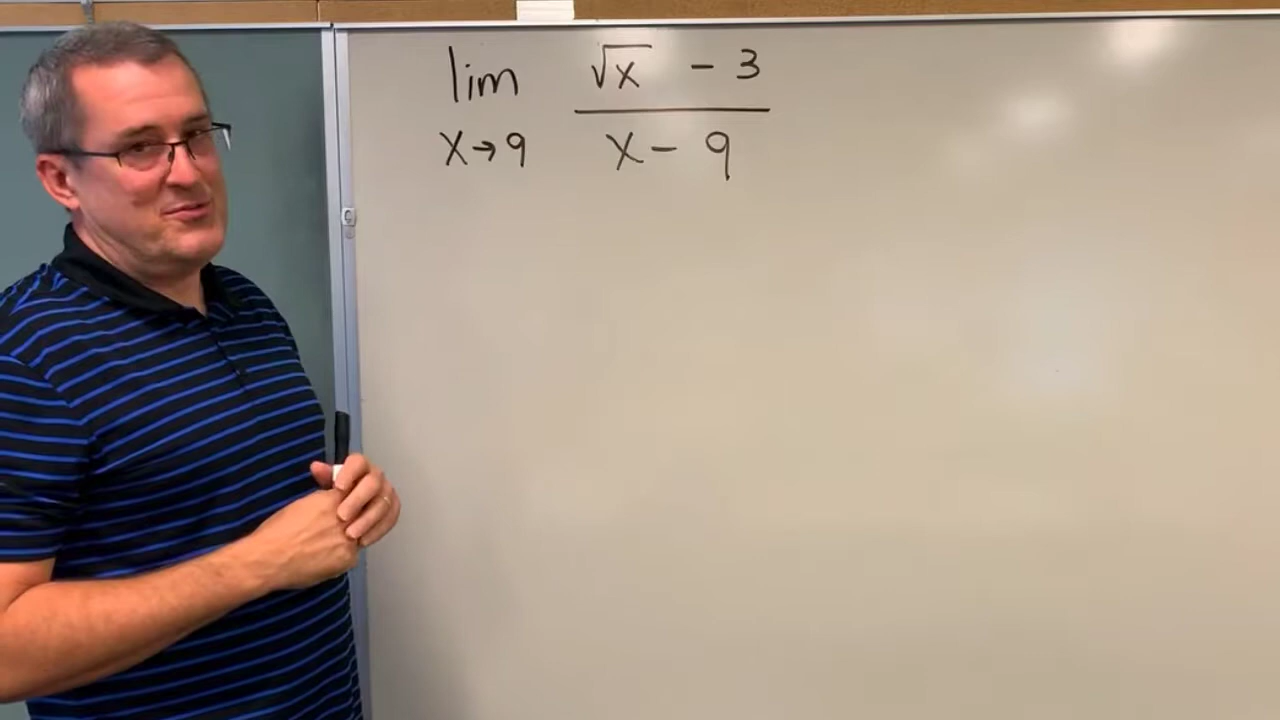 lim √x - 3
x→9 x - 9